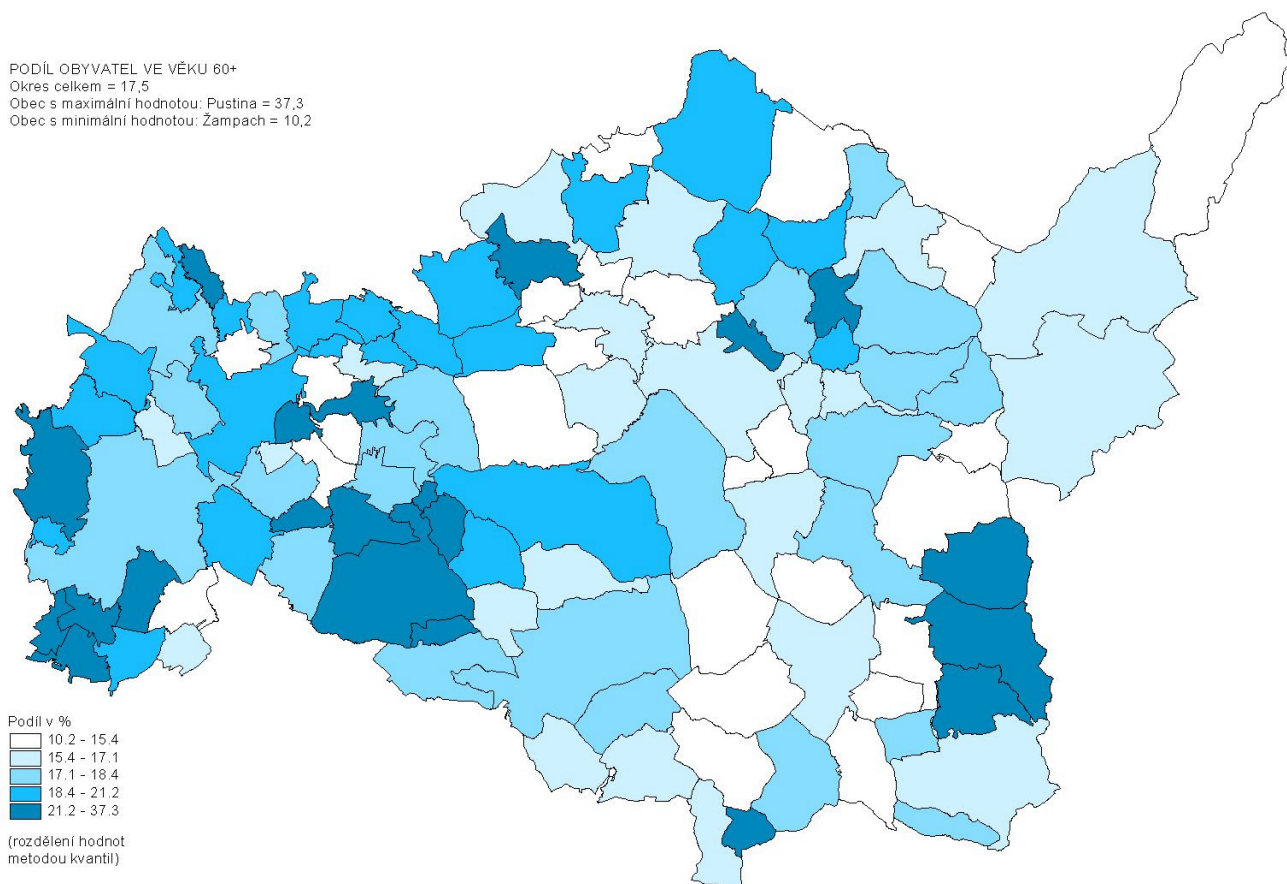 PODÍL OBYVATEL VE VĚKU 60+
Okres celkem = 17,5
Obec s maximální hodnotou: Pustina = 37,3
Obec s minimální hodnotou: Žampach = 10,2
Podíl v %
10.2 - 15.4
15.4 - 17.1
17.1 - 18.4
18.4 - 21.2
21.2 - 37.3
(rozdělení hodnot
metodou kvantil)